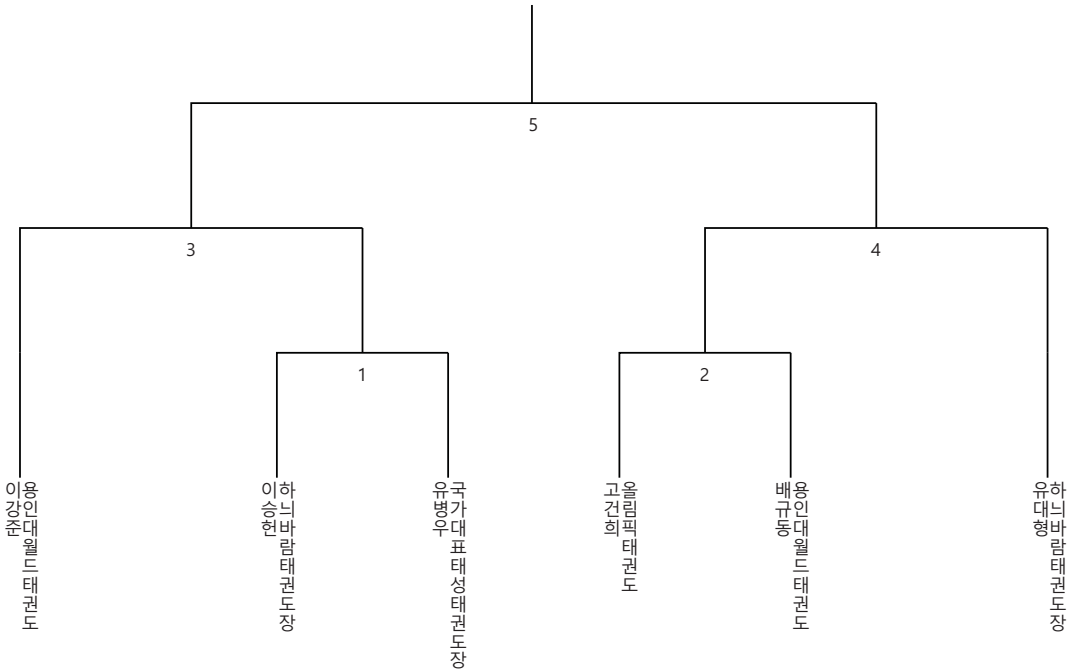 5
3
4
1
2
이강준
용인대월드태권도
이승헌
하늬바람태권도장
유병우
국가대표태성태권도장
고건희
올림픽태권도
배규동
용인대월드태권도
유대형
하늬바람태권도장